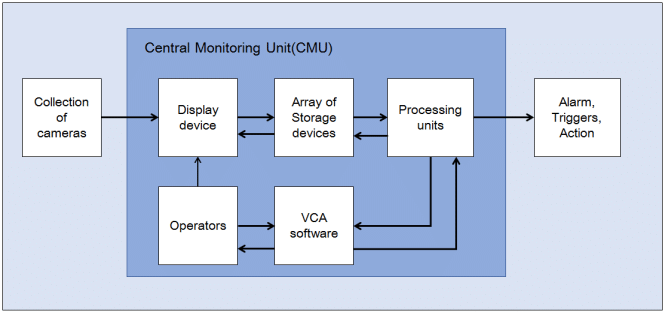 Central Monitoring Unit(CMU)
Collection
of
cameras
Display
device
Array of
Storage
devices
Processing
units
Alarm,
Triggers,
Action
Operators
VCA
software